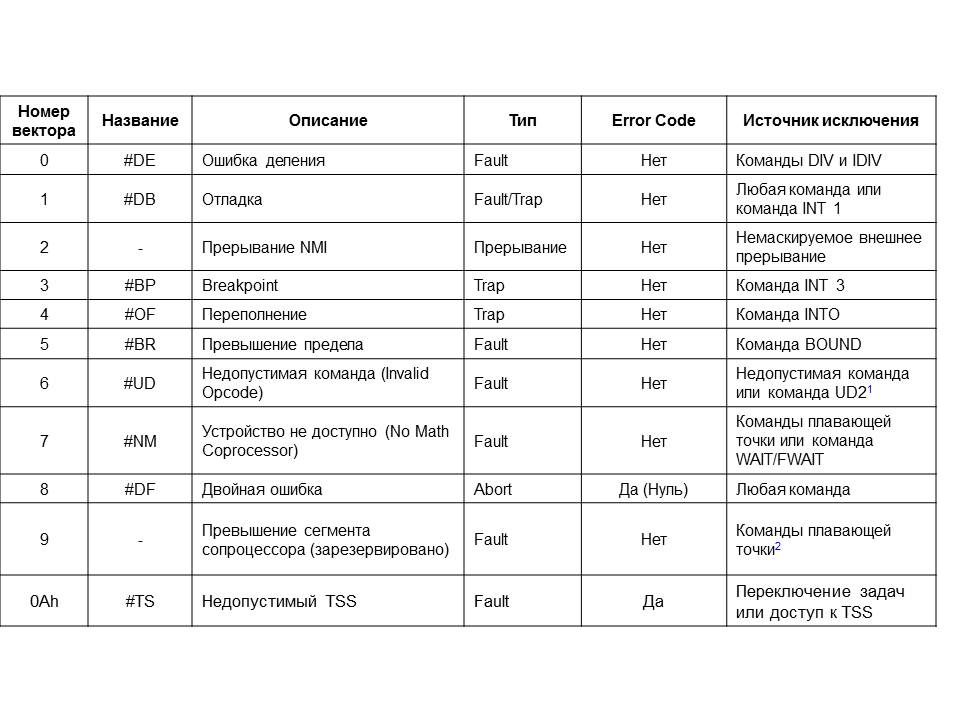 Номер вектора Название Описание Тип Error Code Источник исключения
0 #DE Ошибка деления Fault Нет Команды DIV и IDIV
1 #DB Отладка Fault/Trap Нет Любая команда или
команда INT 1
2 - Прерывание NMI Прерывание Нет Немаскируемое внешнее
прерывание
3 #BP Breakpoint Trap Нет Команда INT 3
4 #OF Переполнение Trap Нет Команда INTO
5 #BR Превышение предела Fault Нет Команда BOUND
6 #UD Недопустимая команда (Invalid
Opcode) Fault Нет Недопустимая команда
или команда UD21
7 #NM Устройство не доступно (No Math
Coprocessor) Fault Нет Команды плавающей
точки или команда
WAIT/FWAIT
8 #DF Двойная ошибка Abort Да (Нуль) Любая команда
9 - Превышение сегмента
сопроцессора (зарезервировано) Fault Нет Команды плавающей
точки2
0Ah #TS Недопустимый TSS Fault Да Переключение задач
или доступ к TSS